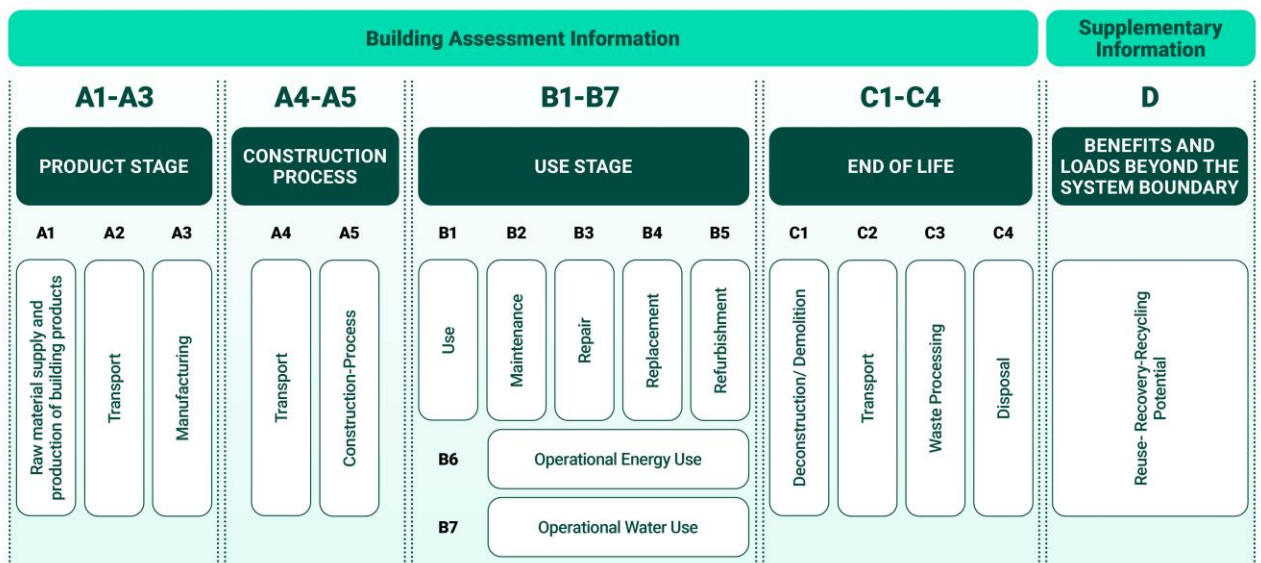 Building Assessment Information
Supplementary
Information
A1-A3
A4-A5
B1-B7
C1-C4
D
PRODUCT STAGE
CONSTRUCTION
PROCESS
USE STAGE
END OF LIFE
BENEFITS AND
LOADS BEYOND THE
SYSTEM BOUNDARY
A1
A2
A3
A4
A5
B1
B2
B3
B4
B5
C1
C2
C3
C4
Raw material supply and
production of building products
Transport
Manufacturing
Transport
Construction-Process
Use
Maintenance
Repair
Replacement
Refurbishment
B6
Operational Energy Use
B7
Operational Water Use
Deconstruction/ Demolition
Transport
Waste Processing
Disposal
Reuse- Recovery-Recycling
Potential